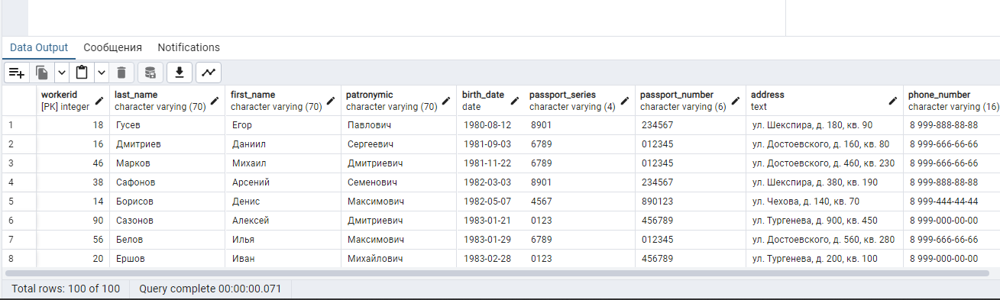 Data Output Сообщения Notifications
workerid last_name first_name patronymic birth_date passport_series passport_number address phone_number
[PK] integer character varying (70) character varying (70) character varying (70) date character varying (4) character varying (6) text character varying (16)
1 18 Гусев Егор Павлович 1980-08-12 8901 234567 ул. Шекспира, д. 180, кв. 90 8 999-888-88-88
2 16 Дмитриев Даниил Сергеевич 1981-09-03 6789 012345 ул. Достоевского, д. 160, кв. 80 8 999-666-66-66
3 46 Марков Михаил Дмитриевич 1981-11-22 6789 012345 ул. Достоевского, д. 460, кв. 230 8 999-666-66-66
4 38 Сафонов Арсений Семенович 1982-03-03 8901 234567 ул. Шекспира, д. 380, кв. 190 8 999-888-88-88
5 14 Борисов Денис Максимович 1982-05-07 4567 890123 ул. Чехова, д. 140, кв. 70 8 999-444-44-44
6 90 Сазонов Алексей Дмитриевич 1983-01-21 0123 456789 ул. Тургенева, д. 900, кв. 450 8 999-000-00-00
7 56 Белов Илья Максимович 1983-01-29 6789 012345 ул. Достоевского, д. 560, кв. 280 8 999-666-66-66
8 20 Ершов Иван Михайлович 1983-02-28 0123 456789 ул. Тургенева, д. 200, кв. 100 8 999-000-00-00
Total rows: 100 of 100 Query complete 00:00:00.071